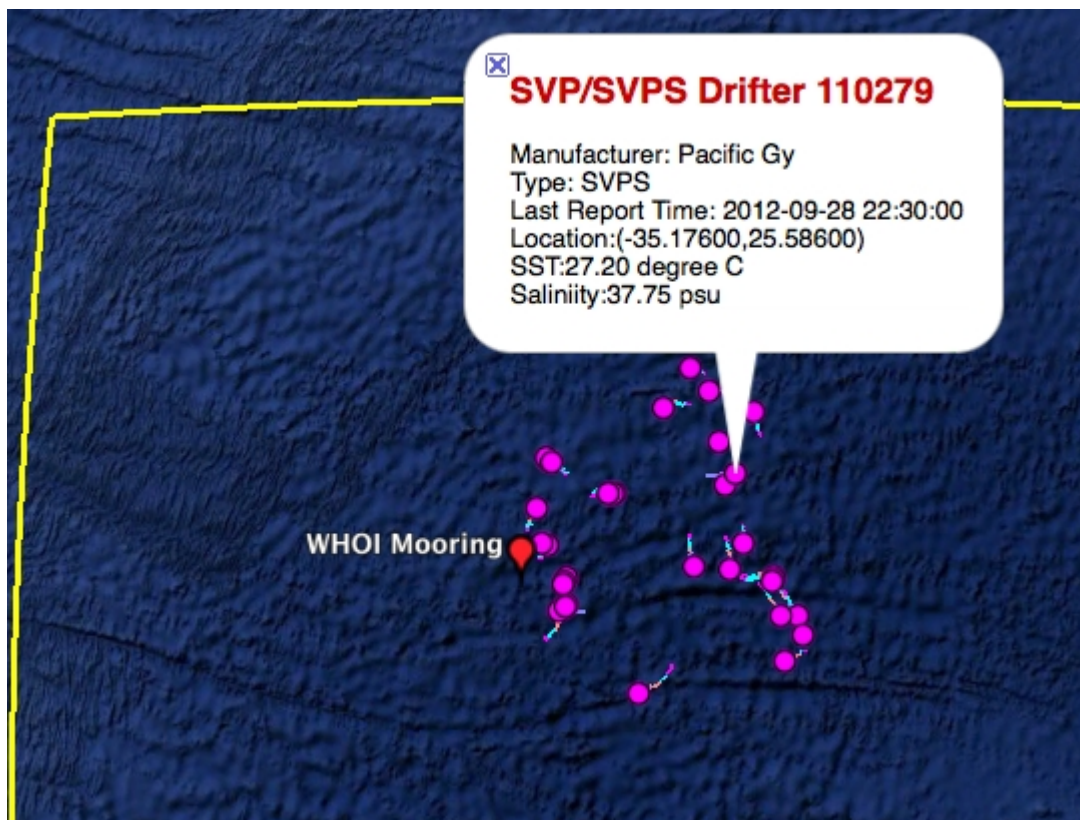 SVP/SVPS Drifter 110279
Manufacturer: Pacific Gy
Type: SVPS
Last Report Time: 2012-09-28 22:30:00
Location:(-35.17600,25.58600)
SST:27.20 degree C
Saliniity:37.75 psu
WHOI Mooring